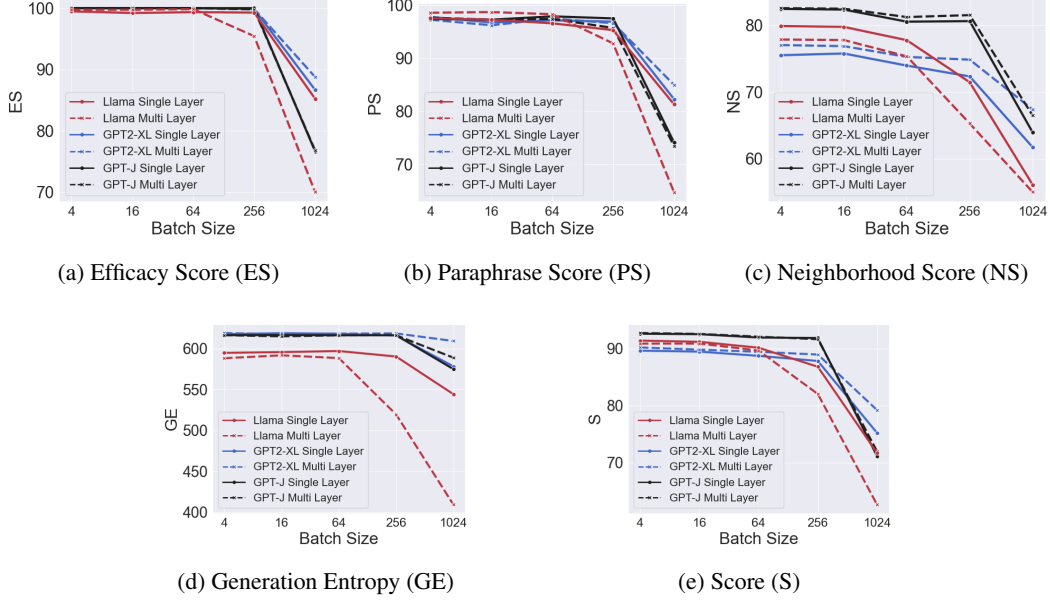 100
90
80
70
ES
Llama Single Layer
Llama Multi Layer
GPT2-XL Single Layer
GPT2-XL Multi Layer
GPT-J Single Layer
GPT-J Multi Layer
4 16 64 256 1024
Batch Size
(a) Efficacy Score (ES)
100
90
80
70
PS
Llama Single Layer
Llama Multi Layer
GPT2-XL Single Layer
GPT2-XL Multi Layer
GPT-J Single Layer
GPT-J Multi Layer
4 16 64 256 1024
Batch Size
(b) Paraphrase Score (PS)
80
70
60
NS
Llama Single Layer
Llama Multi Layer
GPT2-XL Single Layer
GPT2-XL Multi Layer
GPT-J Single Layer
GPT-J Multi Layer
4 16 64 256 1024
Batch Size
(c) Neighborhood Score (NS)
600
550
500
450
400
GE
Llama Single Layer
Llama Multi Layer
GPT2-XL Single Layer
GPT2-XL Multi Layer
GPT-J Single Layer
GPT-J Multi Layer
4 16 64 256 1024
Batch Size
(d) Generation Entropy (GE)
90
80
70
S
Llama Single Layer
Llama Multi Layer
GPT2-XL Single Layer
GPT2-XL Multi Layer
GPT-J Single Layer
GPT-J Multi Layer
4 16 64 256 1024
Batch Size
(e) Score (S)